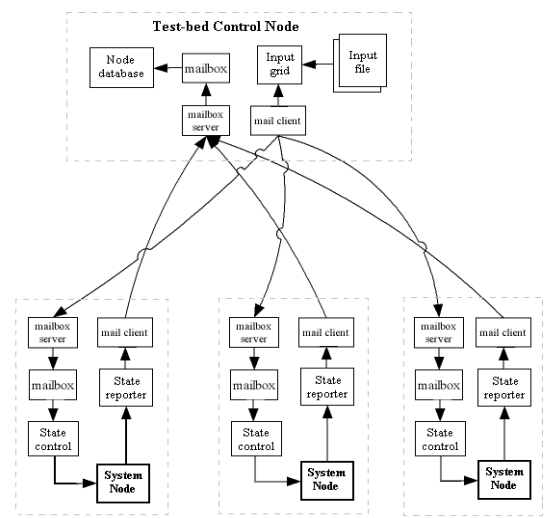 Test-bed Control Node
Node
database
mailbox
Input
grid
Input
file
mailbox
server
mail client
mailbox
server
mail client
mailbox
State
reporter
State
control
System
Node
mailbox
server
mail client
mailbox
State
reporter
State
control
System
Node
mailbox
server
mail client
mailbox
State
reporter
State
control
System
Node